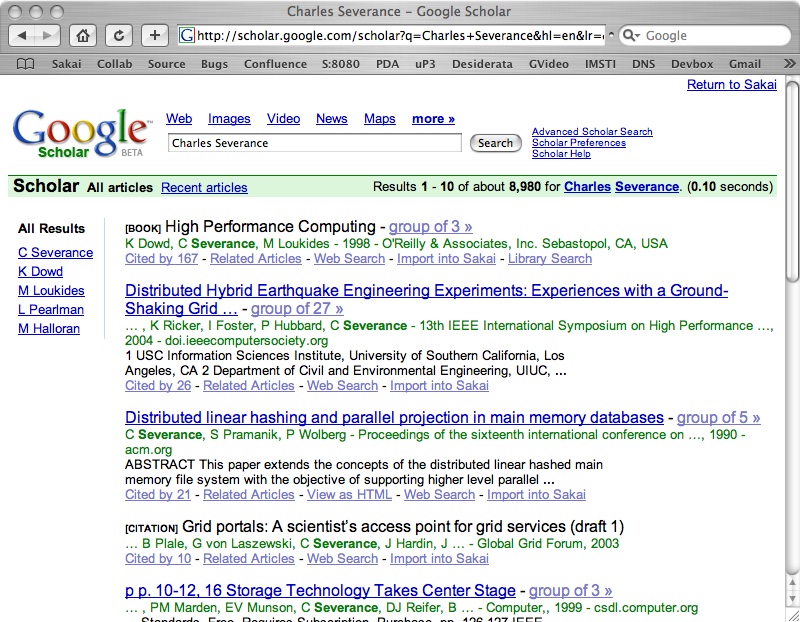 Charles Severance - Google Scholar
http://scholar.google.com/scholar?q=Charles+Severance&hl=en&lr=
Google
Sakai Collab Source Bugs Confluence S:8080 PDA uP3 Desiderata GVideo IMSTI DNS Devbox Gmail »
Return to Sakai
Google™
Scholar BETA
Web Images Video News Maps more »
Charles Severance
Search
Advanced Scholar Search
Scholar Preferences
Scholar Help
Scholar All articles Recent articles Results 1 - 10 of about 8,980 for Charles Severance. (0.10 seconds)
All Results
C Severance
K Dowd
M Loukides
L Pearlman
M Halloran
[BOOK] High Performance Computing - group of 3 »
K Dowd, C Severance, M Loukides - 1998 - O'Reilly & Associates, Inc. Sebastopol, CA, USA
Cited by 167 - Related Articles - Web Search - Import into Sakai - Library Search
Distributed Hybrid Earthquake Engineering Experiments: Experiences with a Ground-
Shaking Grid ... - group of 27 »
... , K Ricker, I Foster, P Hubbard, C Severance - 13th IEEE International Symposium on High Performance ...,
2004 - doi.ieeecomputersociety.org
1 USC Information Sciences Institute, University of Southern California, Los
Angeles, CA 2 Department of Civil and Environmental Engineering, UIUC, ...
Cited by 26 - Related Articles - Web Search - Import into Sakai
Distributed linear hashing and parallel projection in main memory databases - group of 5 »
C Severance, S Pramanik, P Wolberg - Proceedings of the sixteenth international conference on ..., 1990 -
acm.org
ABSTRACT This paper extends the concepts of the distributed linear hashed main
memory file system with the objective of supporting higher level parallel ...
Cited by 21 - Related Articles - View as HTML - Web Search - Import into Sakai
[CITATION] Grid portals: A scientist's access point for grid services (draft 1)
... B Plale, G von Laszewski, C Severance, J Hardin, J ... - Global Grid Forum, 2003
Cited by 10 - Related Articles - Web Search - Import into Sakai
p p. 10-12, 16 Storage Technology Takes Center Stage - group of 3 »
... , PM Marden, EV Munson, C Severance, DJ Reifer, B ... - Computer,, 1999 - csdl.computer.org
Standards, Free, Requires Subscription, Purchase, pp. 126-127 IEEE